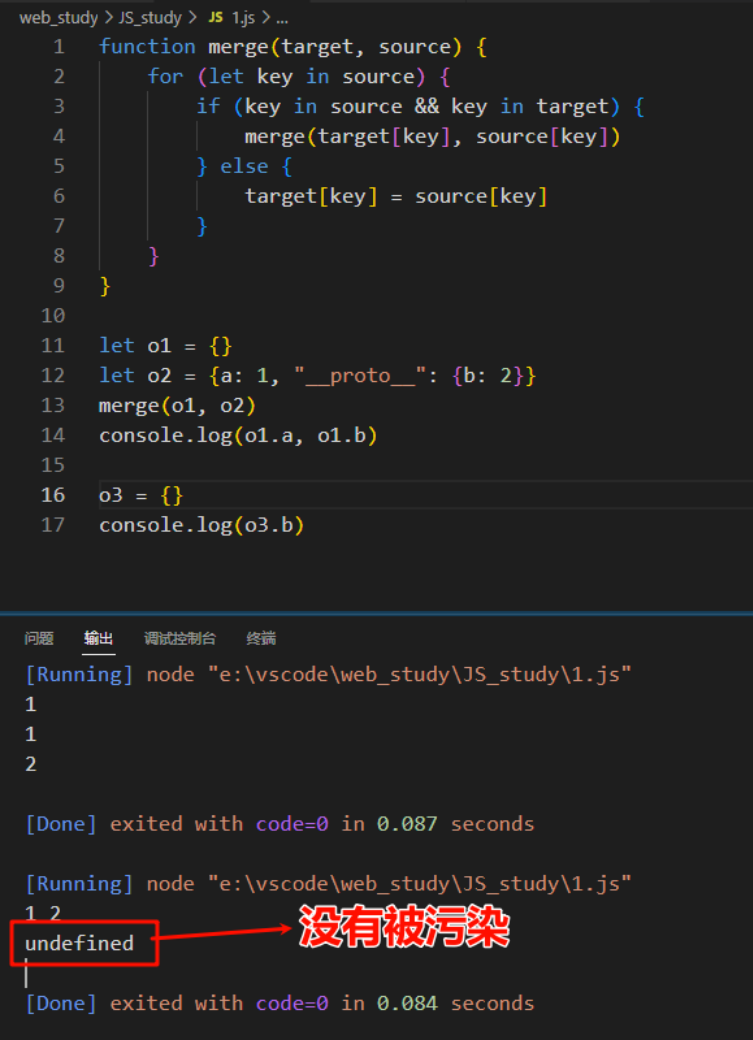 web_study > JS_study > JS 1.js > ...
1 function merge(target, source) {
2     for (let key in source) {
3         if (key in source && key in target) {
4             merge(target[key], source[key])
5         } else {
6             target[key] = source[key]
7         }
8     }
9 }
10
11 let o1 = {}
12 let o2 = {a: 1, "__proto__": {b: 2}}
13 merge(o1, o2)
14 console.log(o1.a, o1.b)
15
16 o3 = {}
17 console.log(o3.b)
问题 输出 调试控制台 终端
[Running] node "e:\vscode\web_study\JS_study\1.js"
1
1
2
[Done] exited with code=0 in 0.087 seconds
[Running] node "e:\vscode\web_study\JS_study\1.js"
1 2
undefined 没有被污染
[Done] exited with code=0 in 0.084 seconds